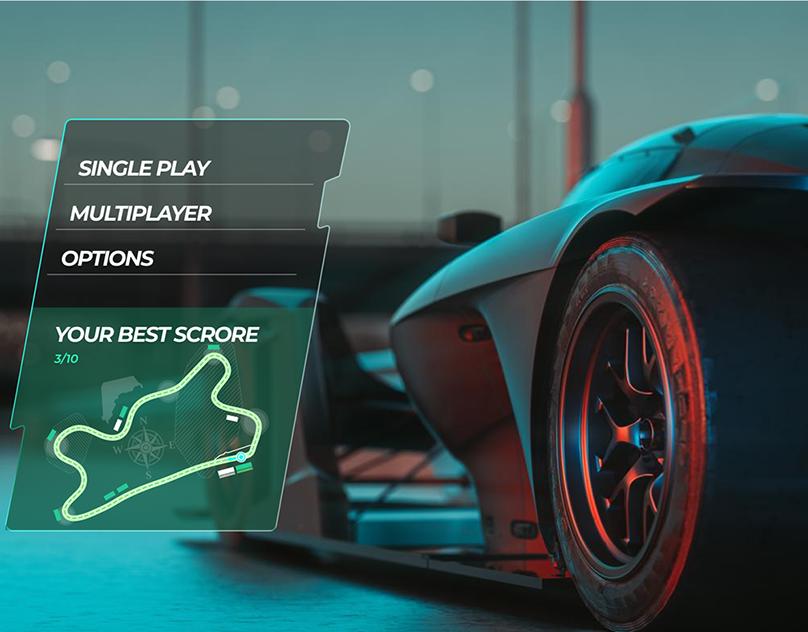 SINGLE PLAY
MULTIPLAYER
OPTIONS
YOUR BEST SCRORE
3/10
N
W E
S